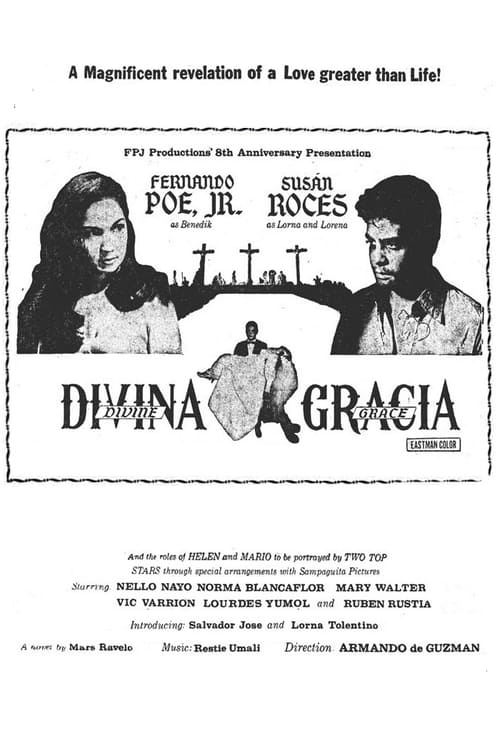 A Magnificent revelation of a Love greater than Life!
FPJ Productions' 8th Anniversary Presentation
FERNANDO POE, JR.
as Benedik
SUSAN ROCES
as Lorna and Lorena
DIVINA GRACIA
DIVINE GRACE
EASTMAN COLOR
And the roles of HELEN and MARIO to be portrayed by TWO TOP
STARS through special arrangements with Sampaguita Pictures
Starring NELLO NAYO NORMA BLANCAFLOR MARY WALTER
VIC VARRION LOURDES YUMOL and RUBEN RUSTIA
Introducing: Salvador Jose and Lorna Tolentino
A novel by Mars Ravelo Music: Restie Umali Direction ARMANDO de GUZMAN